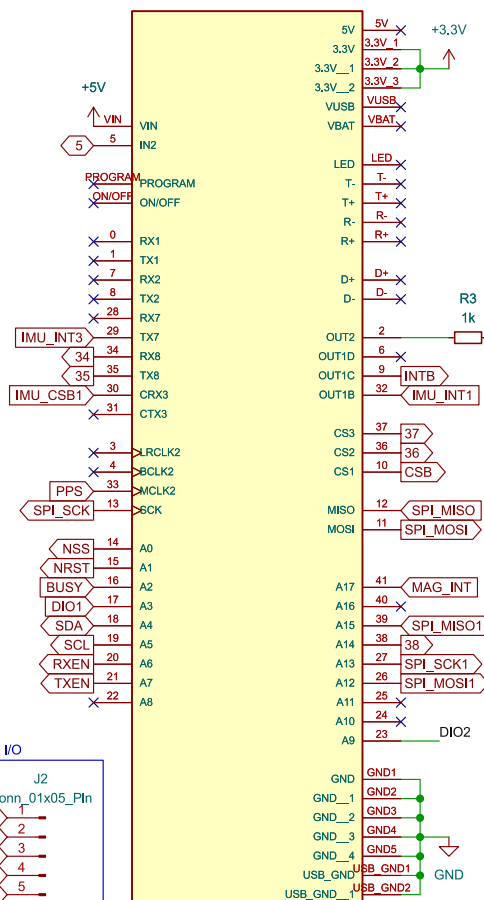 5V 5V
+3.3V
3.3V 3.3V_1
3.3V__1 3.3V_2
3.3V__2 3.3V_3
+5V
VUSB VUSB
VIN VIN
VBAT VBAT
5 5 IN2
LED LED
PROGRAM PROGRAM
T- T-
ON/OFF ON/OFF
T+ T+
R- R-
0 RX1
R+ R+
1 TX1
7 RX2
D+ D+
8 TX2
D- D-
R3
28 RX7
1k
IMU_INT3 29 TX7
OUT2 2
34 34 RX8
OUT1D 6
35 35 TX8
OUT1C 9 INTB
IMU_CSB1 30 CRX3
OUT1B 32 IMU_INT1
31 CTX3
CS3 37 37
3 LRCLK2
CS2 36 36
4 BCLK2
CS1 10 CSB
PPS 33 MCLK2
SPI_SCK 13 SCK
MISO 12 SPI_MISO
MOSI 11 SPI_MOSI
NSS 14 A0
NRST 15 A1
BUSY 16 A2
A17 41 MAG_INT
DIO1 17 A3
A16 40
SDA 18 A4
A15 39 SPI_MISO1
SCL 19 A5
A14 38 38
RXEN 20 A6
A13 27 SPI_SCK1
TXEN 21 A7
A12 26 SPI_MOSI1
22 A8
A11 25
A10 24
A9 23 DIO2
I/O
J2
onn_01x05_Pin
1
2
3
4
5
GND GND1
GND__1 GND2
GND__2 GND3
GND__3 GND4
GND__4 GND5
USB_GND USB_GND1
GND
USB_GND__1 USB_GND2